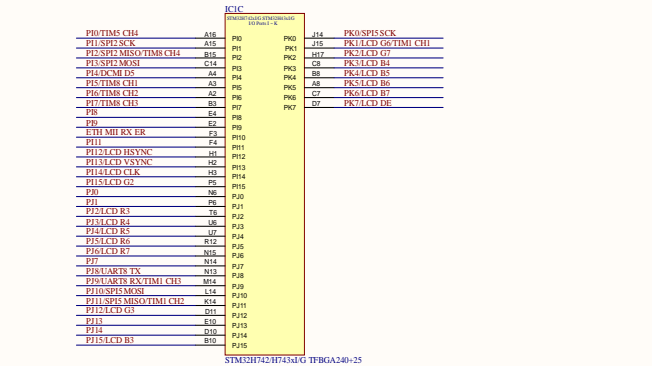 IC1C
STM32H742xI/G STM32H43xI/G
I/O Ports I - K
PI0/TIM5 CH4 A16 PI0
PI1/SPI2 SCK A15 PI1
PI2/SPI2 MISO/TIM8 CH4 B15 PI2
PI3/SPI2 MOSI C14 PI3
PI4/DCMI D5 A4 PI4
PI5/TIM8 CH1 A3 PI5
PI6/TIM8 CH2 A2 PI6
PI7/TIM8 CH3 B3 PI7
PI8 E4 PI8
PI9 E2 PI9
ETH MII RX ER F3 PI10
PI11 F4 PI11
PI12/LCD HSYNC H1 PI12
PI13/LCD VSYNC H2 PI13
PI14/LCD CLK H3 PI14
PI15/LCD G2 P5 PI15
PJ0 N6 PJ0
PJ1 P6 PJ1
PJ2/LCD R3 T6 PJ2
PJ3/LCD R4 U6 PJ3
PJ4/LCD R5 U7 PJ4
PJ5/LCD R6 R12 PJ5
PJ6/LCD R7 N15 PJ6
PJ7 N14 PJ7
PJ8/UART8 TX N13 PJ8
PJ9/UART8 RX/TIM1 CH3 M14 PJ9
PJ10/SPI5 MOSI L14 PJ10
PJ11/SPI5 MISO/TIM1 CH2 K14 PJ11
PJ12/LCD G3 D11 PJ12
PJ13 E10 PJ13
PJ14 D10 PJ14
PJ15/LCD B3 B10 PJ15
PK0 J14 PK0/SPI5 SCK
PK1 J15 PK1/LCD G6/TIM1 CH1
PK2 H17 PK2/LCD G7
PK3 C8 PK3/LCD B4
PK4 B8 PK4/LCD B5
PK5 A8 PK5/LCD B6
PK6 C7 PK6/LCD B7
PK7 D7 PK7/LCD DE
STM32H742/H743xI/G TFBGA240+25